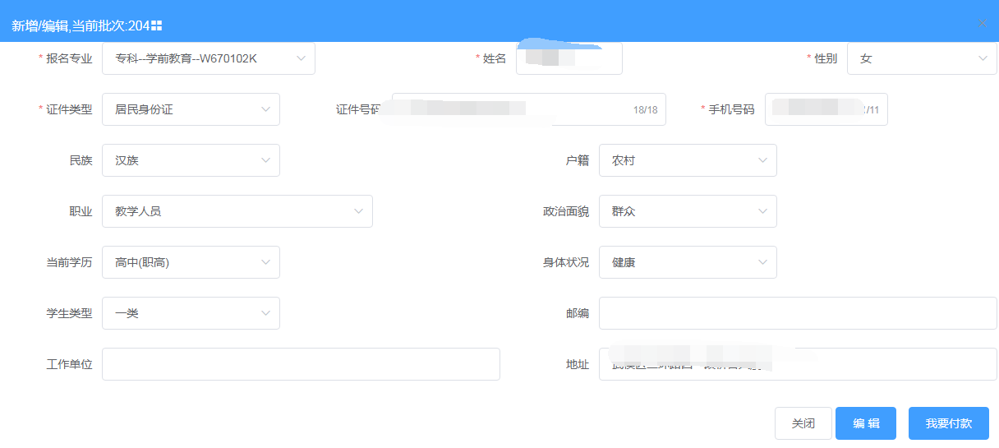 新增/编辑,当前批次:204
* 报名专业 专科--学前教育--W670102K * 姓名 * 性别 女
* 证件类型 居民身份证 证件号码 18/18 * 手机号码 /11
民族 汉族 户籍 农村
职业 教学人员 政治面貌 群众
当前学历 高中(职高) 身体状况 健康
学生类型 一类 邮编
工作单位 地址
关闭 编 辑 我要付款